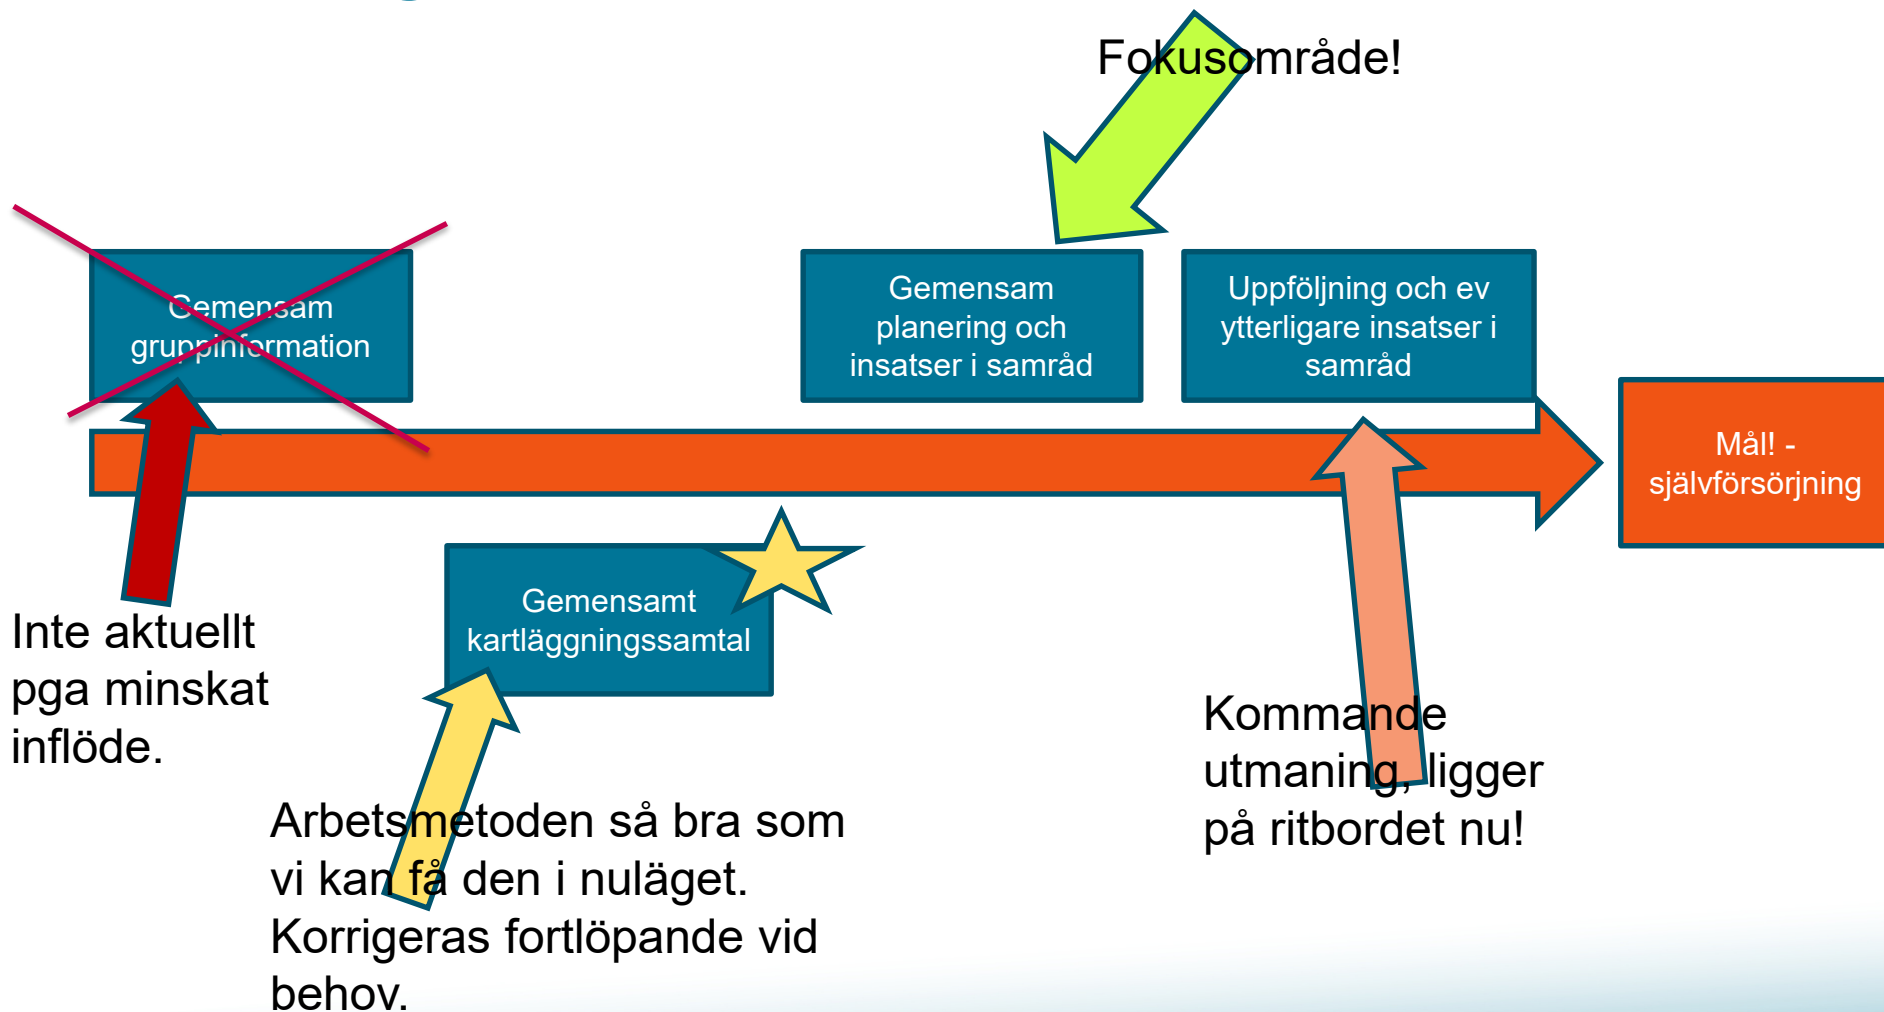 Fokusområde!
Gemensam
gruppinformation
Gemensam
planering och
insatser i samråd
Uppföljning och ev
ytterligare insatser i
samråd
Mål! -
självförsörjning
Gemensamt
kartläggningssamtal
Inte aktuellt
pga minskat
inflöde.
Arbetsmetoden så bra som
vi kan få den i nuläget.
Korrigeras fortlöpande vid
behov.
Kommande
utmaning, ligger
på ritbordet nu!